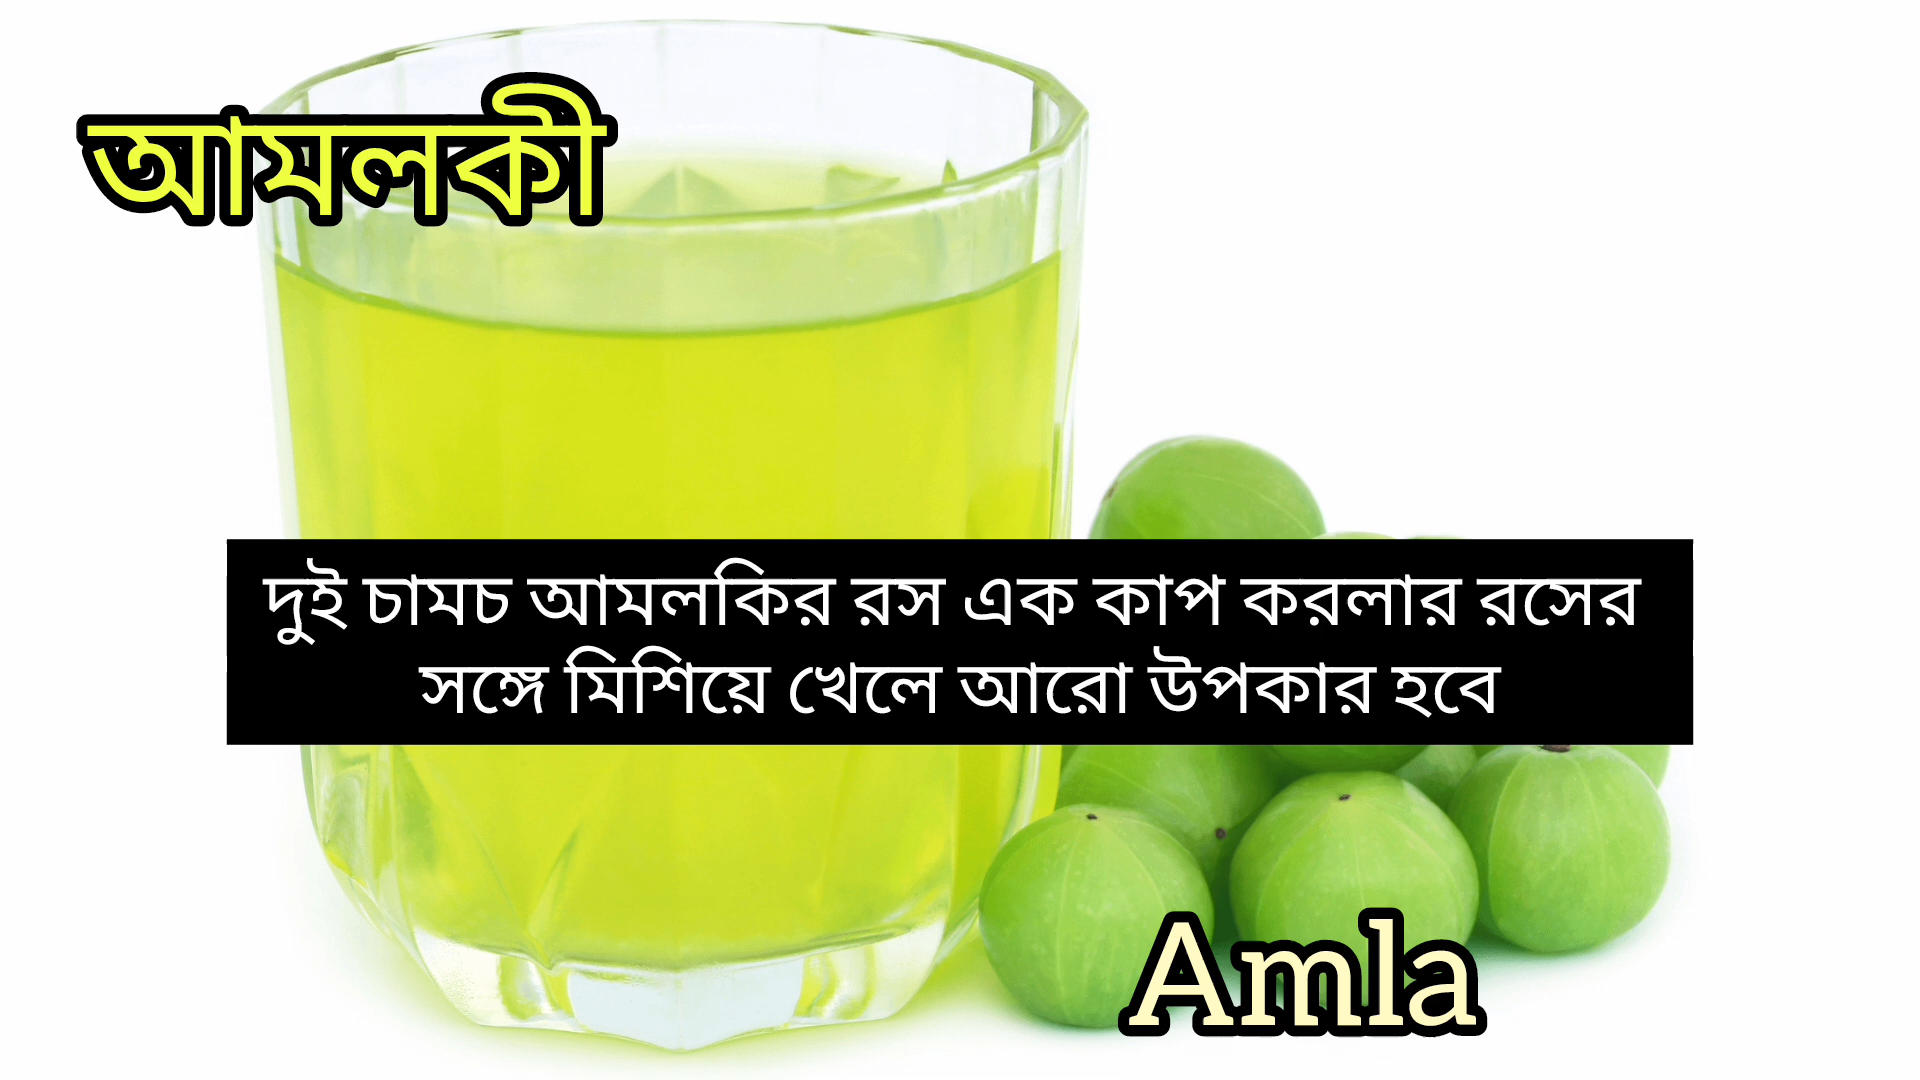 আমলকী
দুই চামচ আমলকির রস এক কাপ করলার রসের
সঙ্গে মিশিয়ে খেলে আরো উপকার হবে
Amla